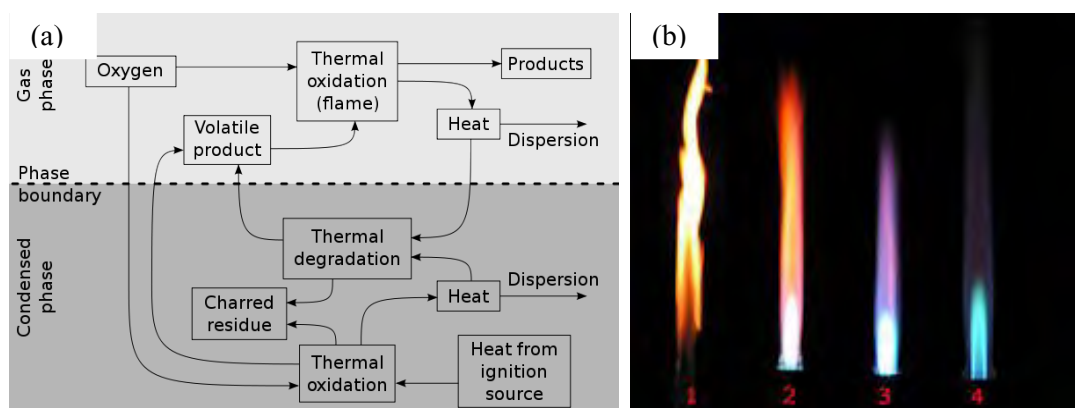 (a)
Gas
phase
Oxygen
Thermal
oxidation
(flame)
Products
Heat
Dispersion
Volatile
product
Phase
boundary
Condensed
phase
Thermal
degradation
Heat
Dispersion
Charred
residue
Thermal
oxidation
Heat from
ignition
source
(b)
1 2 3 4